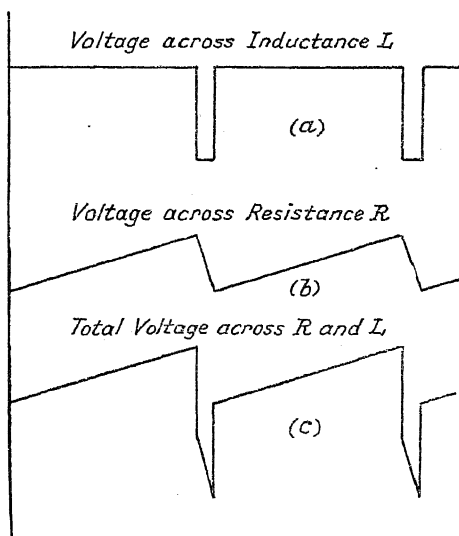 Voltage across Inductance L
(a)
Voltage across Resistance R
(b)
Total Voltage across R and L
(c)